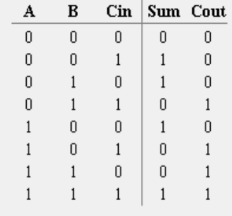 A B Cin Sum Cout
0 0 0 0 0
0 0 1 1 0
0 1 0 1 0
0 1 1 0 1
1 0 0 1 0
1 0 1 0 1
1 1 0 0 1
1 1 1 1 1